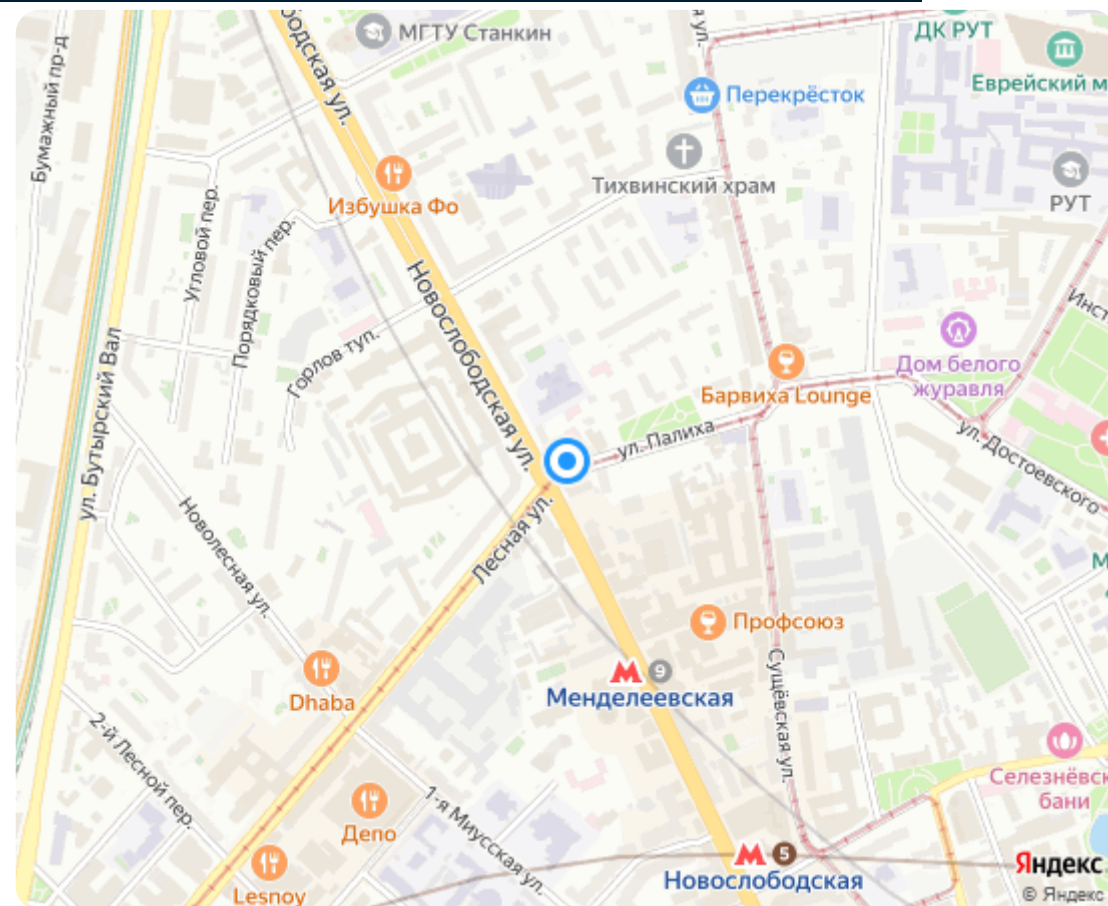 одская ул.
МГТУ Станкин
я ул.
ДК РУТ
Еврейский м
Бумажный пр-д
Перекрёсток
Тихвинский храм
РУТ
Избушка Фо
Угловой пер.
Порядковый пер.
Новослободская ул.
Горлов туп.
Инст
Дом белого
журавля
Барвиха Lounge
ул. Бутырский Вал
ул. Палиха
ул. Достоевского
Лесная ул.
Новолесная ул.
М
Профсоюз
Dhaba
9
Менделеевская
Сущёвская ул.
2-й Лесной пер.
Депо
1-я Миусская ул.
Селезнёвск
бани
Lesnoy
5
Новослободская
Яндекс
© Яндекс